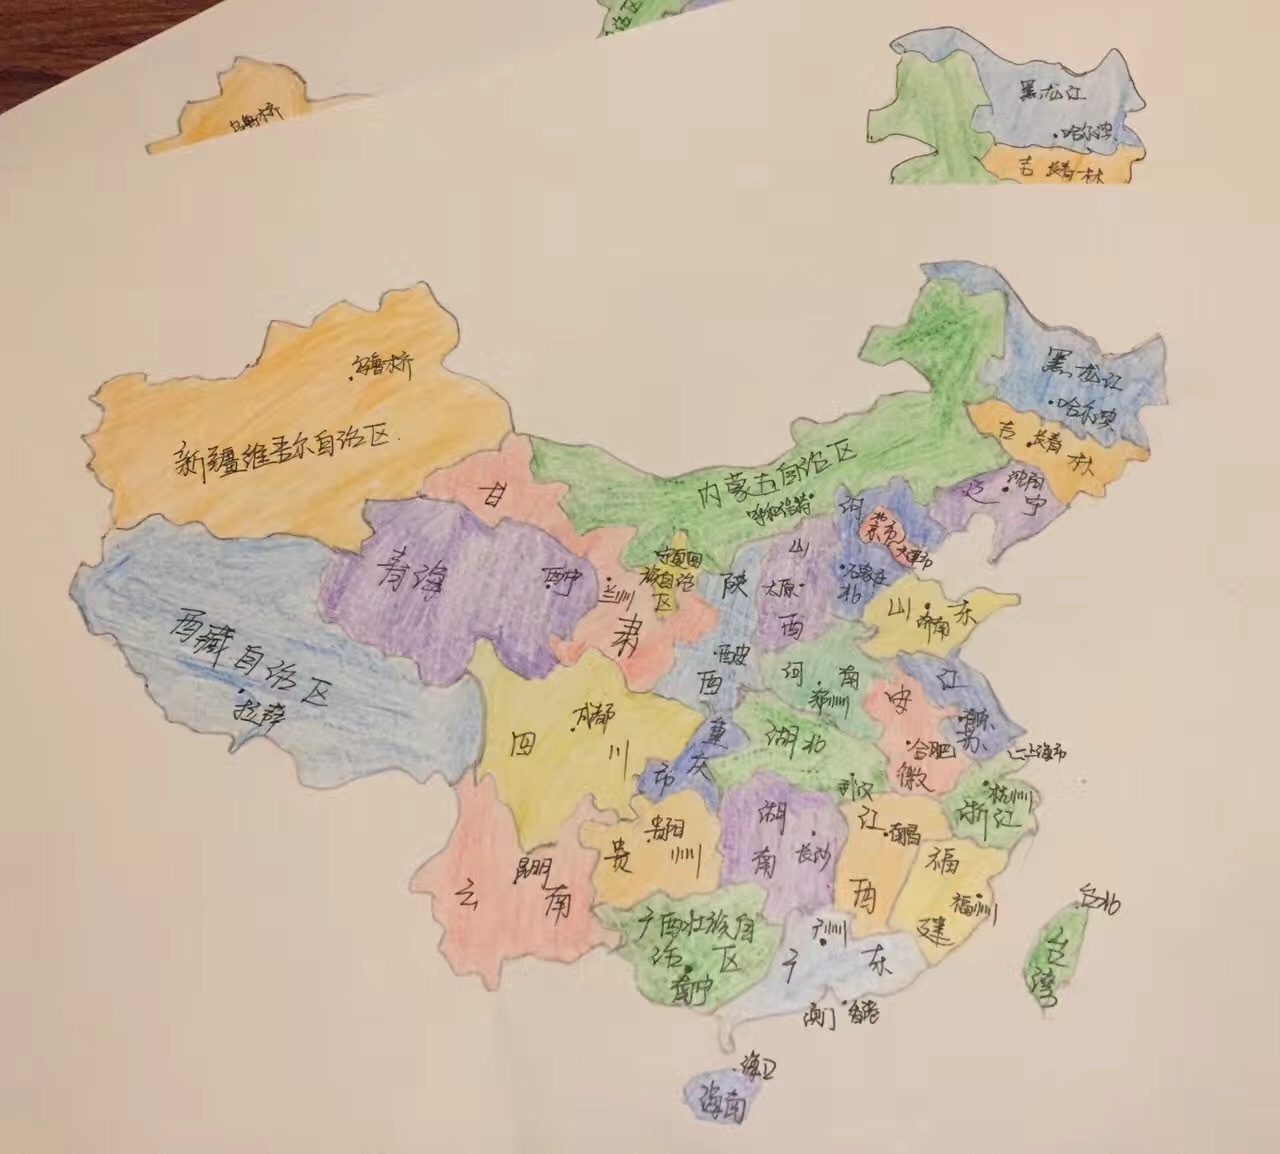 黑龙江
哈尔滨
吉 长春 林
乌鲁木齐
新疆维吾尔自治区
黑龙江
哈尔滨
吉 长春 林
辽 沈阳 宁
内蒙古自治区
呼和浩特
甘
肃
兰州
青海
西宁
宁夏回
族自治
区
陕
西
西安
山
太原
西
河
北
北京市
天津市
石家庄
山 东
济南
西藏自治区
拉萨
四 川
成都
重
庆
市
河 南
郑州
湖北
武汉
安
合肥
徽
江
南京
苏
上海市
杭州
浙江
云 南
昆明
贵 州
贵阳
湖
南
长沙
江
南昌
西
福
福州
建
广西壮族自
治 区
南宁
广州
广 东
澳门
香港
海口
海南
台北
台
湾